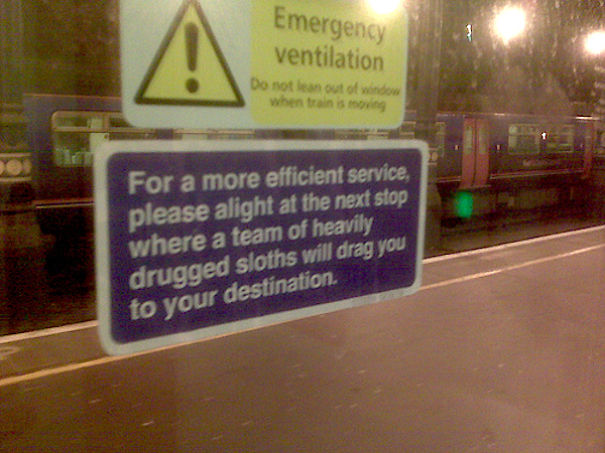 Emergency
ventilation
Do not lean out of window
when train is moving
For a more efficient service,
please alight at the next stop
where a team of heavily
drugged sloths will drag you
to your destination.